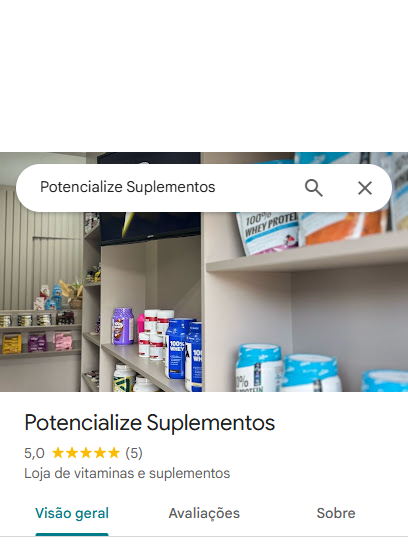 Potencialize Suplementos
100%
WHEY PROTEI
100%
WHEY
Potencialize Suplementos
5,0 (5)
Loja de vitaminas e suplementos
Visão geral Avaliações Sobre